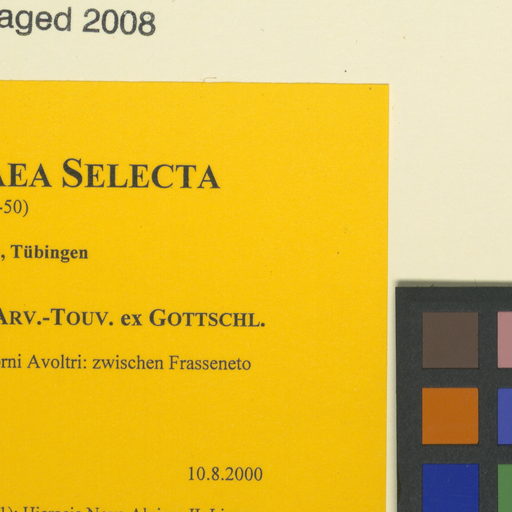 aged 2008
AEA SELECTA
-50)
, Tübingen
ARV.-TOUV. ex GOTTSCHL.
rni Avoltri: zwischen Frasseneto
10.8.2000